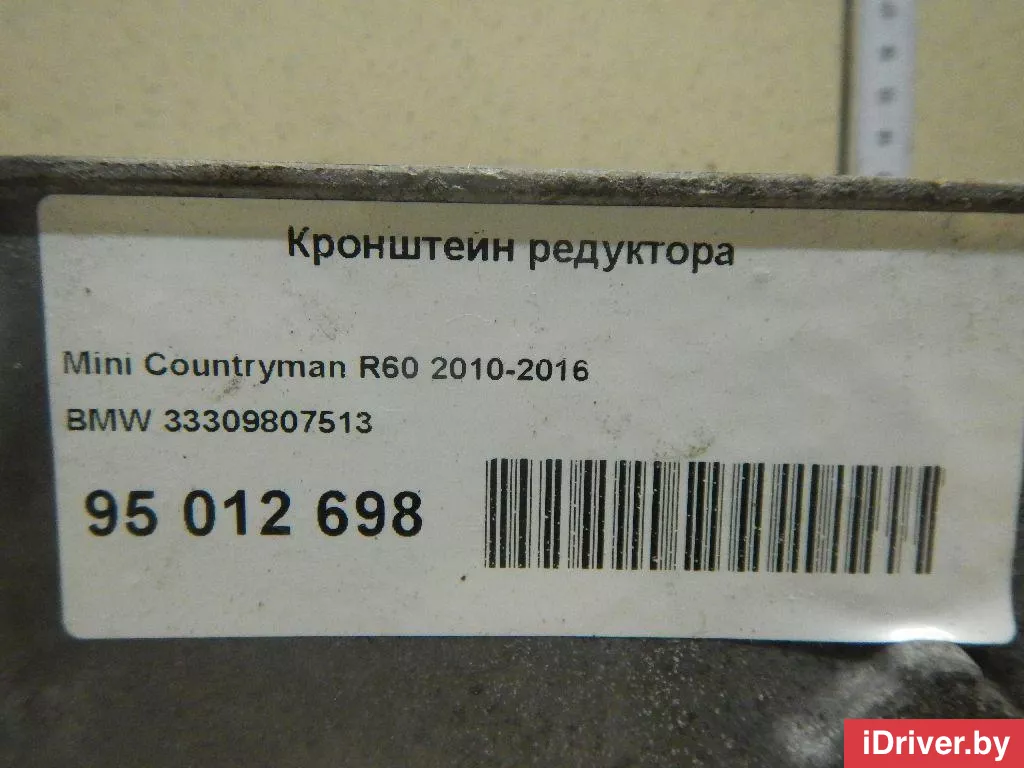 Кронштейн редуктора
Mini Countryman R60 2010-2016
BMW 33309807513
95 012 698
iDriver.by